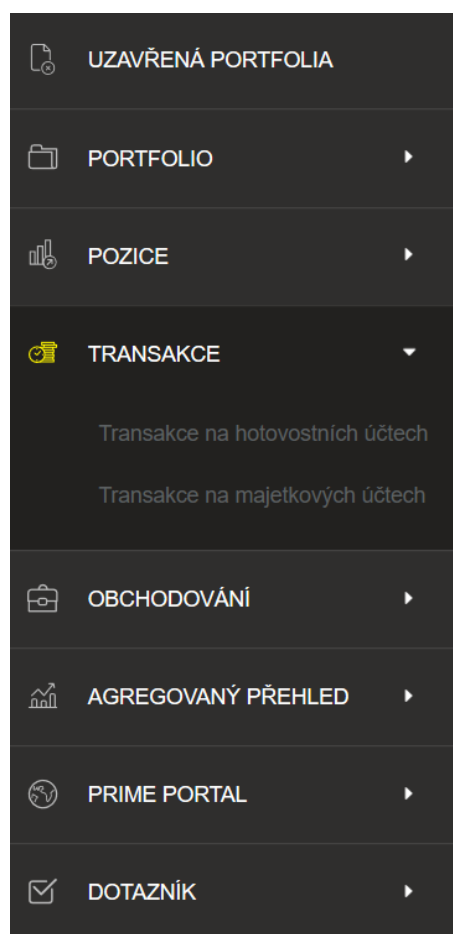 UZAVŘENÁ PORTFOLIA
PORTFOLIO
POZICE
TRANSAKCE
Transakce na hotovostních účtech
Transakce na majetkových účtech
OBCHODOVÁNÍ
AGREGOVANÝ PŘEHLED
PRIME PORTAL
DOTAZNÍK